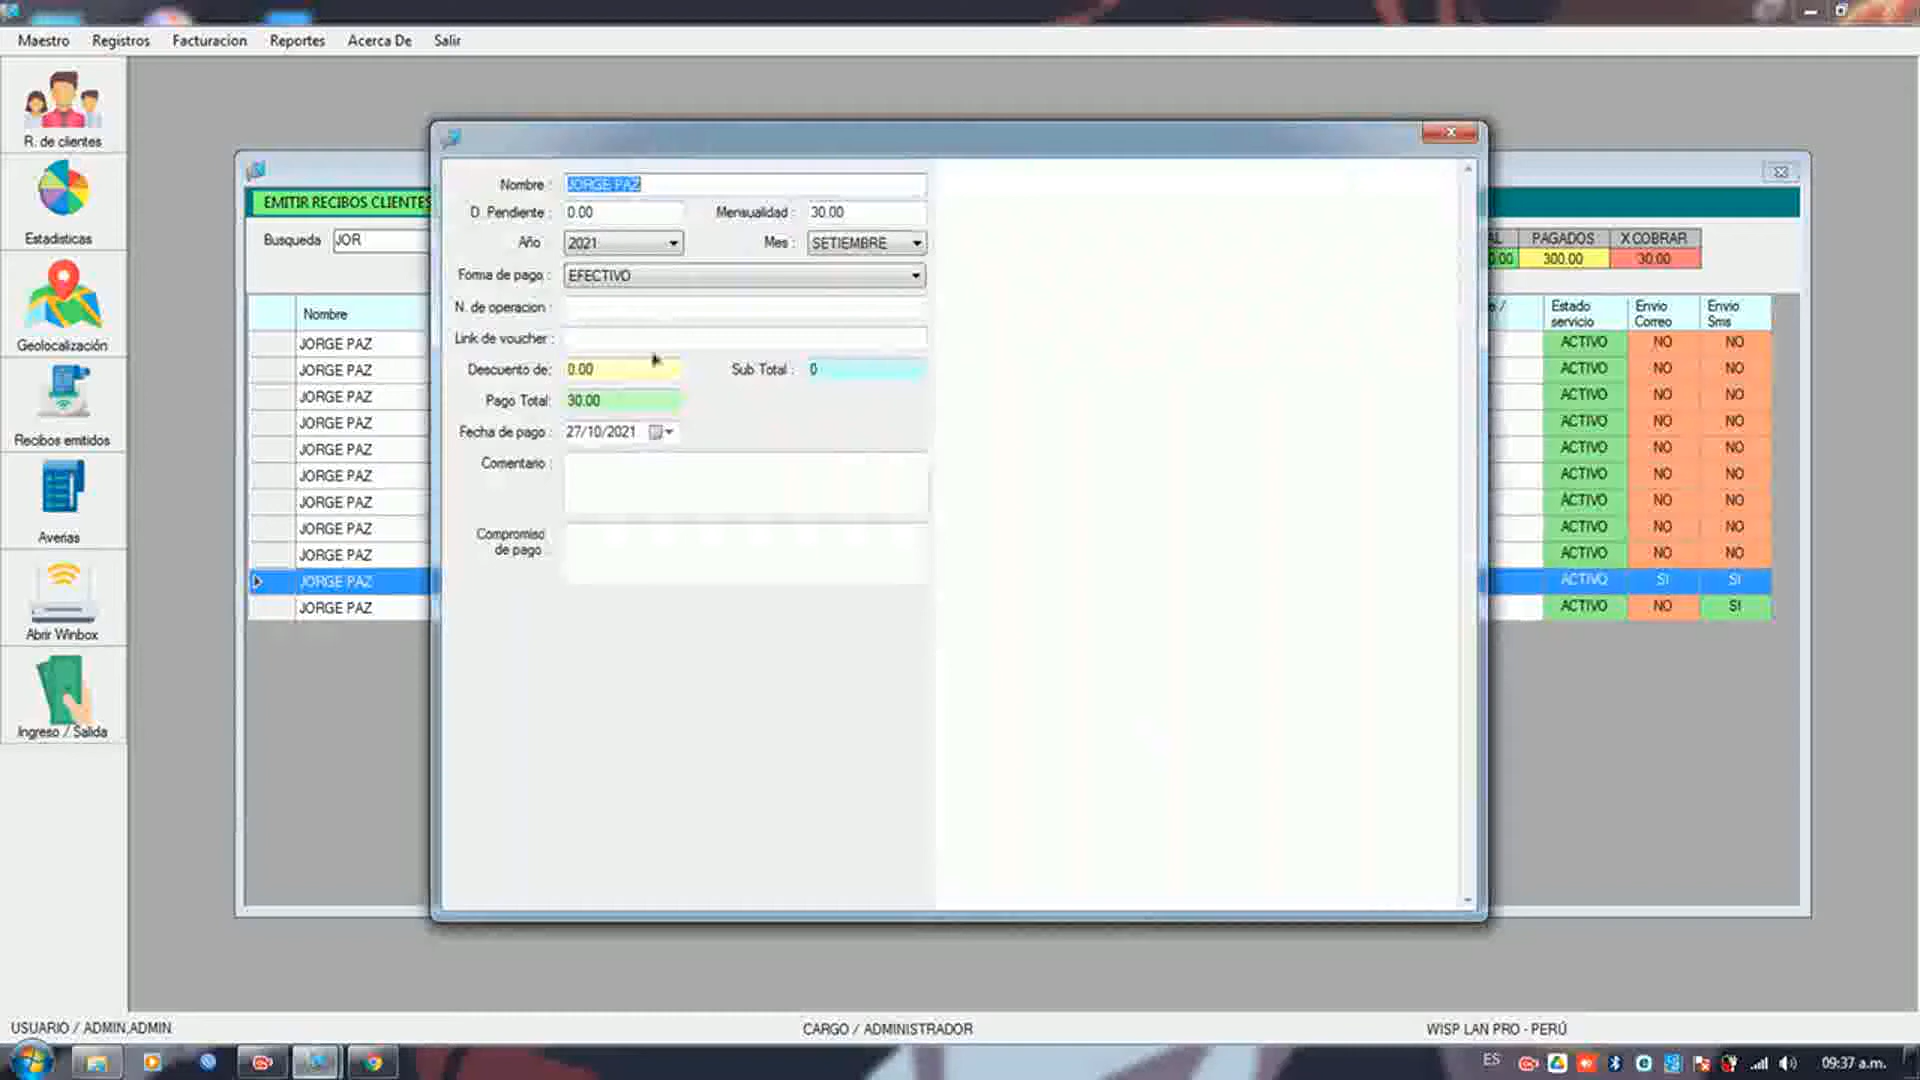 Maestro Registros Facturacion Reportes Acerca De Salir
R. de clientes
Estadisticas
Geolocalización
Recibos emitidos
Averias
Abrir Winbox
Ingreso / Salida
EMITIR RECIBOS CLIENTES
Busqueda JOR
Nombre
JORGE PAZ
JORGE PAZ
JORGE PAZ
JORGE PAZ
JORGE PAZ
JORGE PAZ
JORGE PAZ
JORGE PAZ
JORGE PAZ
JORGE PAZ
JORGE PAZ
Nombre : JORGE PAZ
D. Pendiente : 0.00 Mensualidad : 30.00
Año : 2021 Mes : SETIEMBRE
Forma de pago : EFECTIVO
N. de operacion :
Link de voucher :
Descuento de: 0.00 Sub Total : 0
Pago Total: 30.00
Fecha de pago : 27/10/2021
Comentario :
Compromiso
de pago :
AL PAGADOS X COBRAR
0.00 300.00 30.00
Estado servicio Envio Correo Envio Sms
ACTIVO NO NO
ACTIVO NO NO
ACTIVO NO NO
ACTIVO NO NO
ACTIVO NO NO
ACTIVO NO NO
ACTIVO NO NO
ACTIVO NO NO
ACTIVO NO NO
ACTIVO SI SI
ACTIVO NO SI
USUARIO / ADMIN,ADMIN CARGO / ADMINISTRADOR WISP LAN PRO - PERÚ
ES 09:37 a.m.